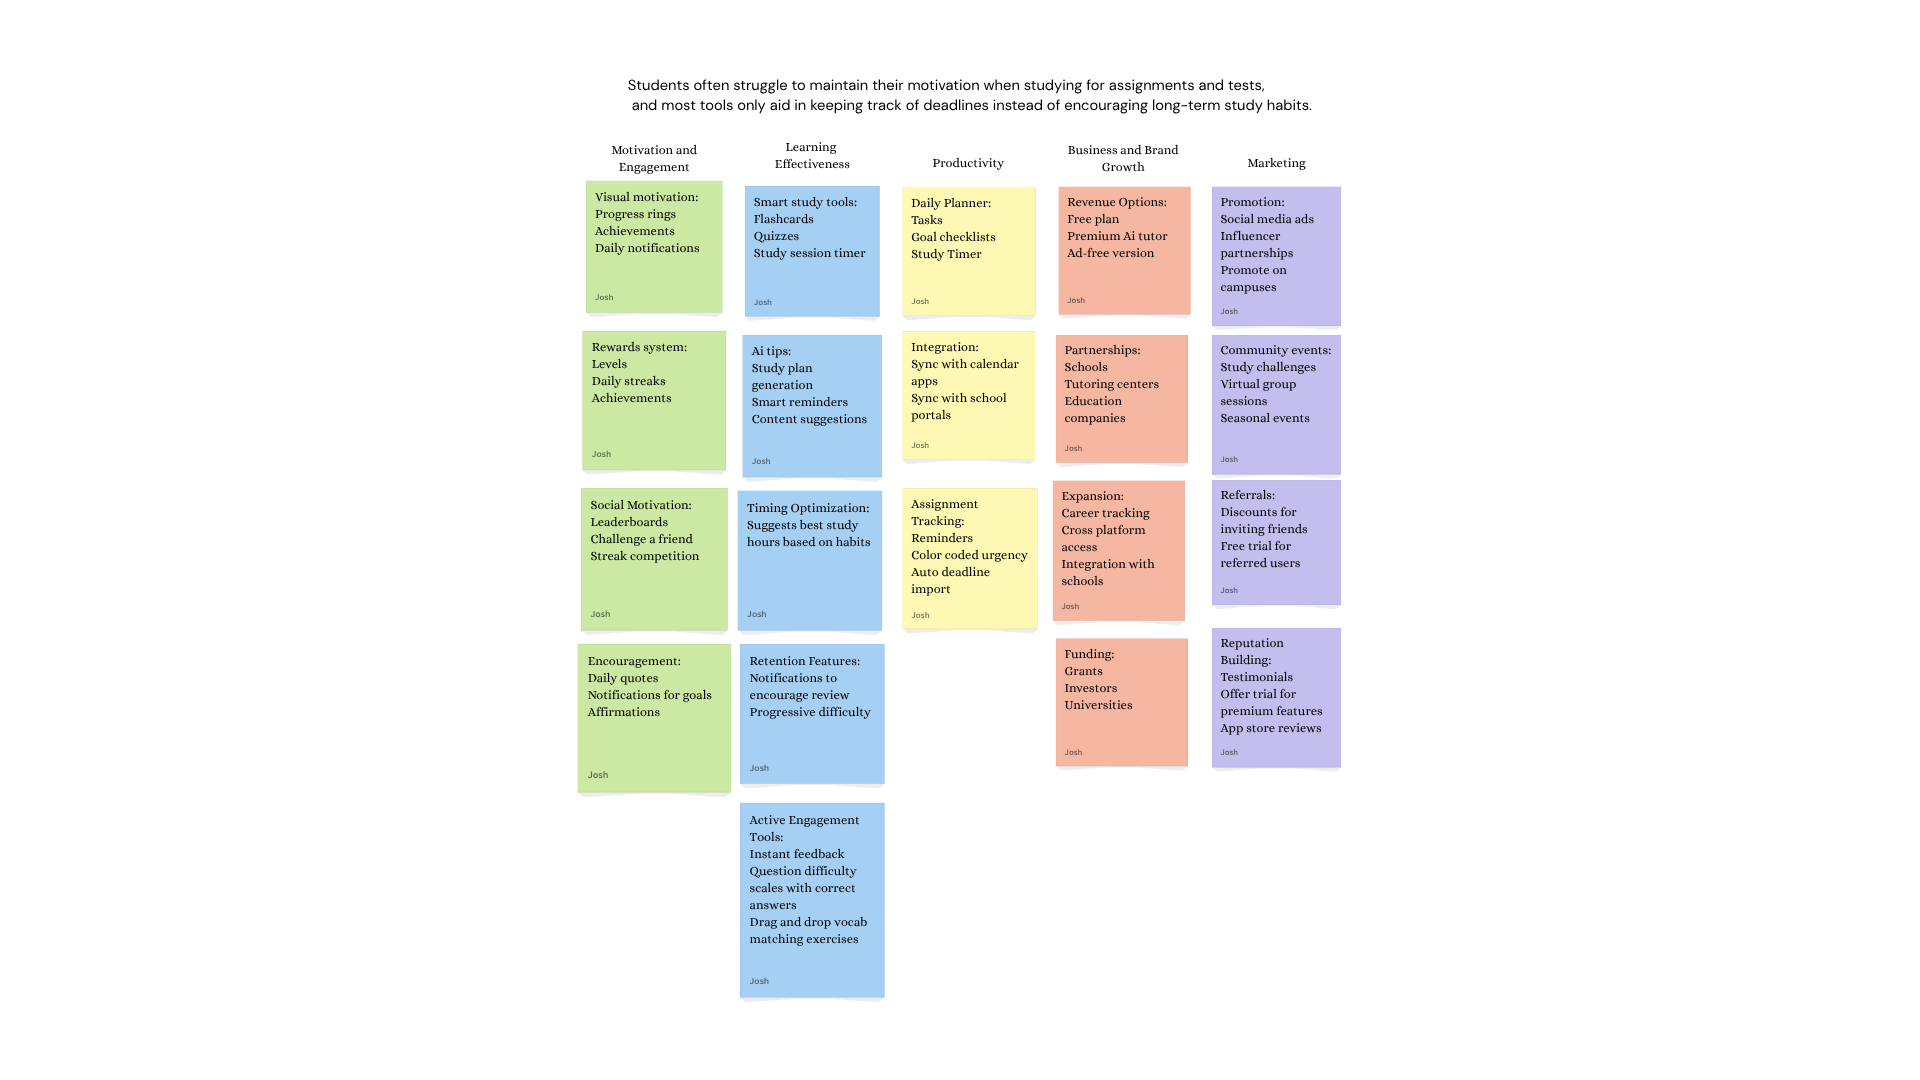 Students often struggle to maintain their motivation when studying for assignments and tests,
and most tools only aid in keeping track of deadlines instead of encouraging long-term study habits.
Motivation and
Engagement
Visual motivation:
Progress rings
Achievements
Daily notifications
Josh
Rewards system:
Levels
Daily streaks
Achievements
Josh
Social Motivation:
Leaderboards
Challenge a friend
Streak competition
Josh
Encouragement:
Daily quotes
Notifications for goals
Affirmations
Josh
Learning
Effectiveness
Smart study tools:
Flashcards
Quizzes
Study session timer
Josh
Ai tips:
Study plan
generation
Smart reminders
Content suggestions
Josh
Timing Optimization:
Suggests best study
hours based on habits
Josh
Retention Features:
Notifications to
encourage review
Progressive difficulty
Josh
Active Engagement
Tools:
Instant feedback
Question difficulty
scales with correct
answers
Drag and drop vocab
matching exercises
Josh
Productivity
Daily Planner:
Tasks
Goal checklists
Study Timer
Josh
Integration:
Sync with calendar
apps
Sync with school
portals
Josh
Assignment
Tracking:
Reminders
Color coded urgency
Auto deadline
import
Josh
Business and Brand
Growth
Revenue Options:
Free plan
Premium Ai tutor
Ad-free version
Josh
Partnerships:
Schools
Tutoring centers
Education
companies
Josh
Expansion:
Career tracking
Cross platform
access
Integration with
schools
Josh
Funding:
Grants
Investors
Universities
Josh
Marketing
Promotion:
Social media ads
Influencer
partnerships
Promote on
campuses
Josh
Community events:
Study challenges
Virtual group
sessions
Seasonal events
Josh
Referrals:
Discounts for
inviting friends
Free trial for
referred users
Josh
Reputation
Building:
Testimonials
Offer trial for
premium features
App store reviews
Josh